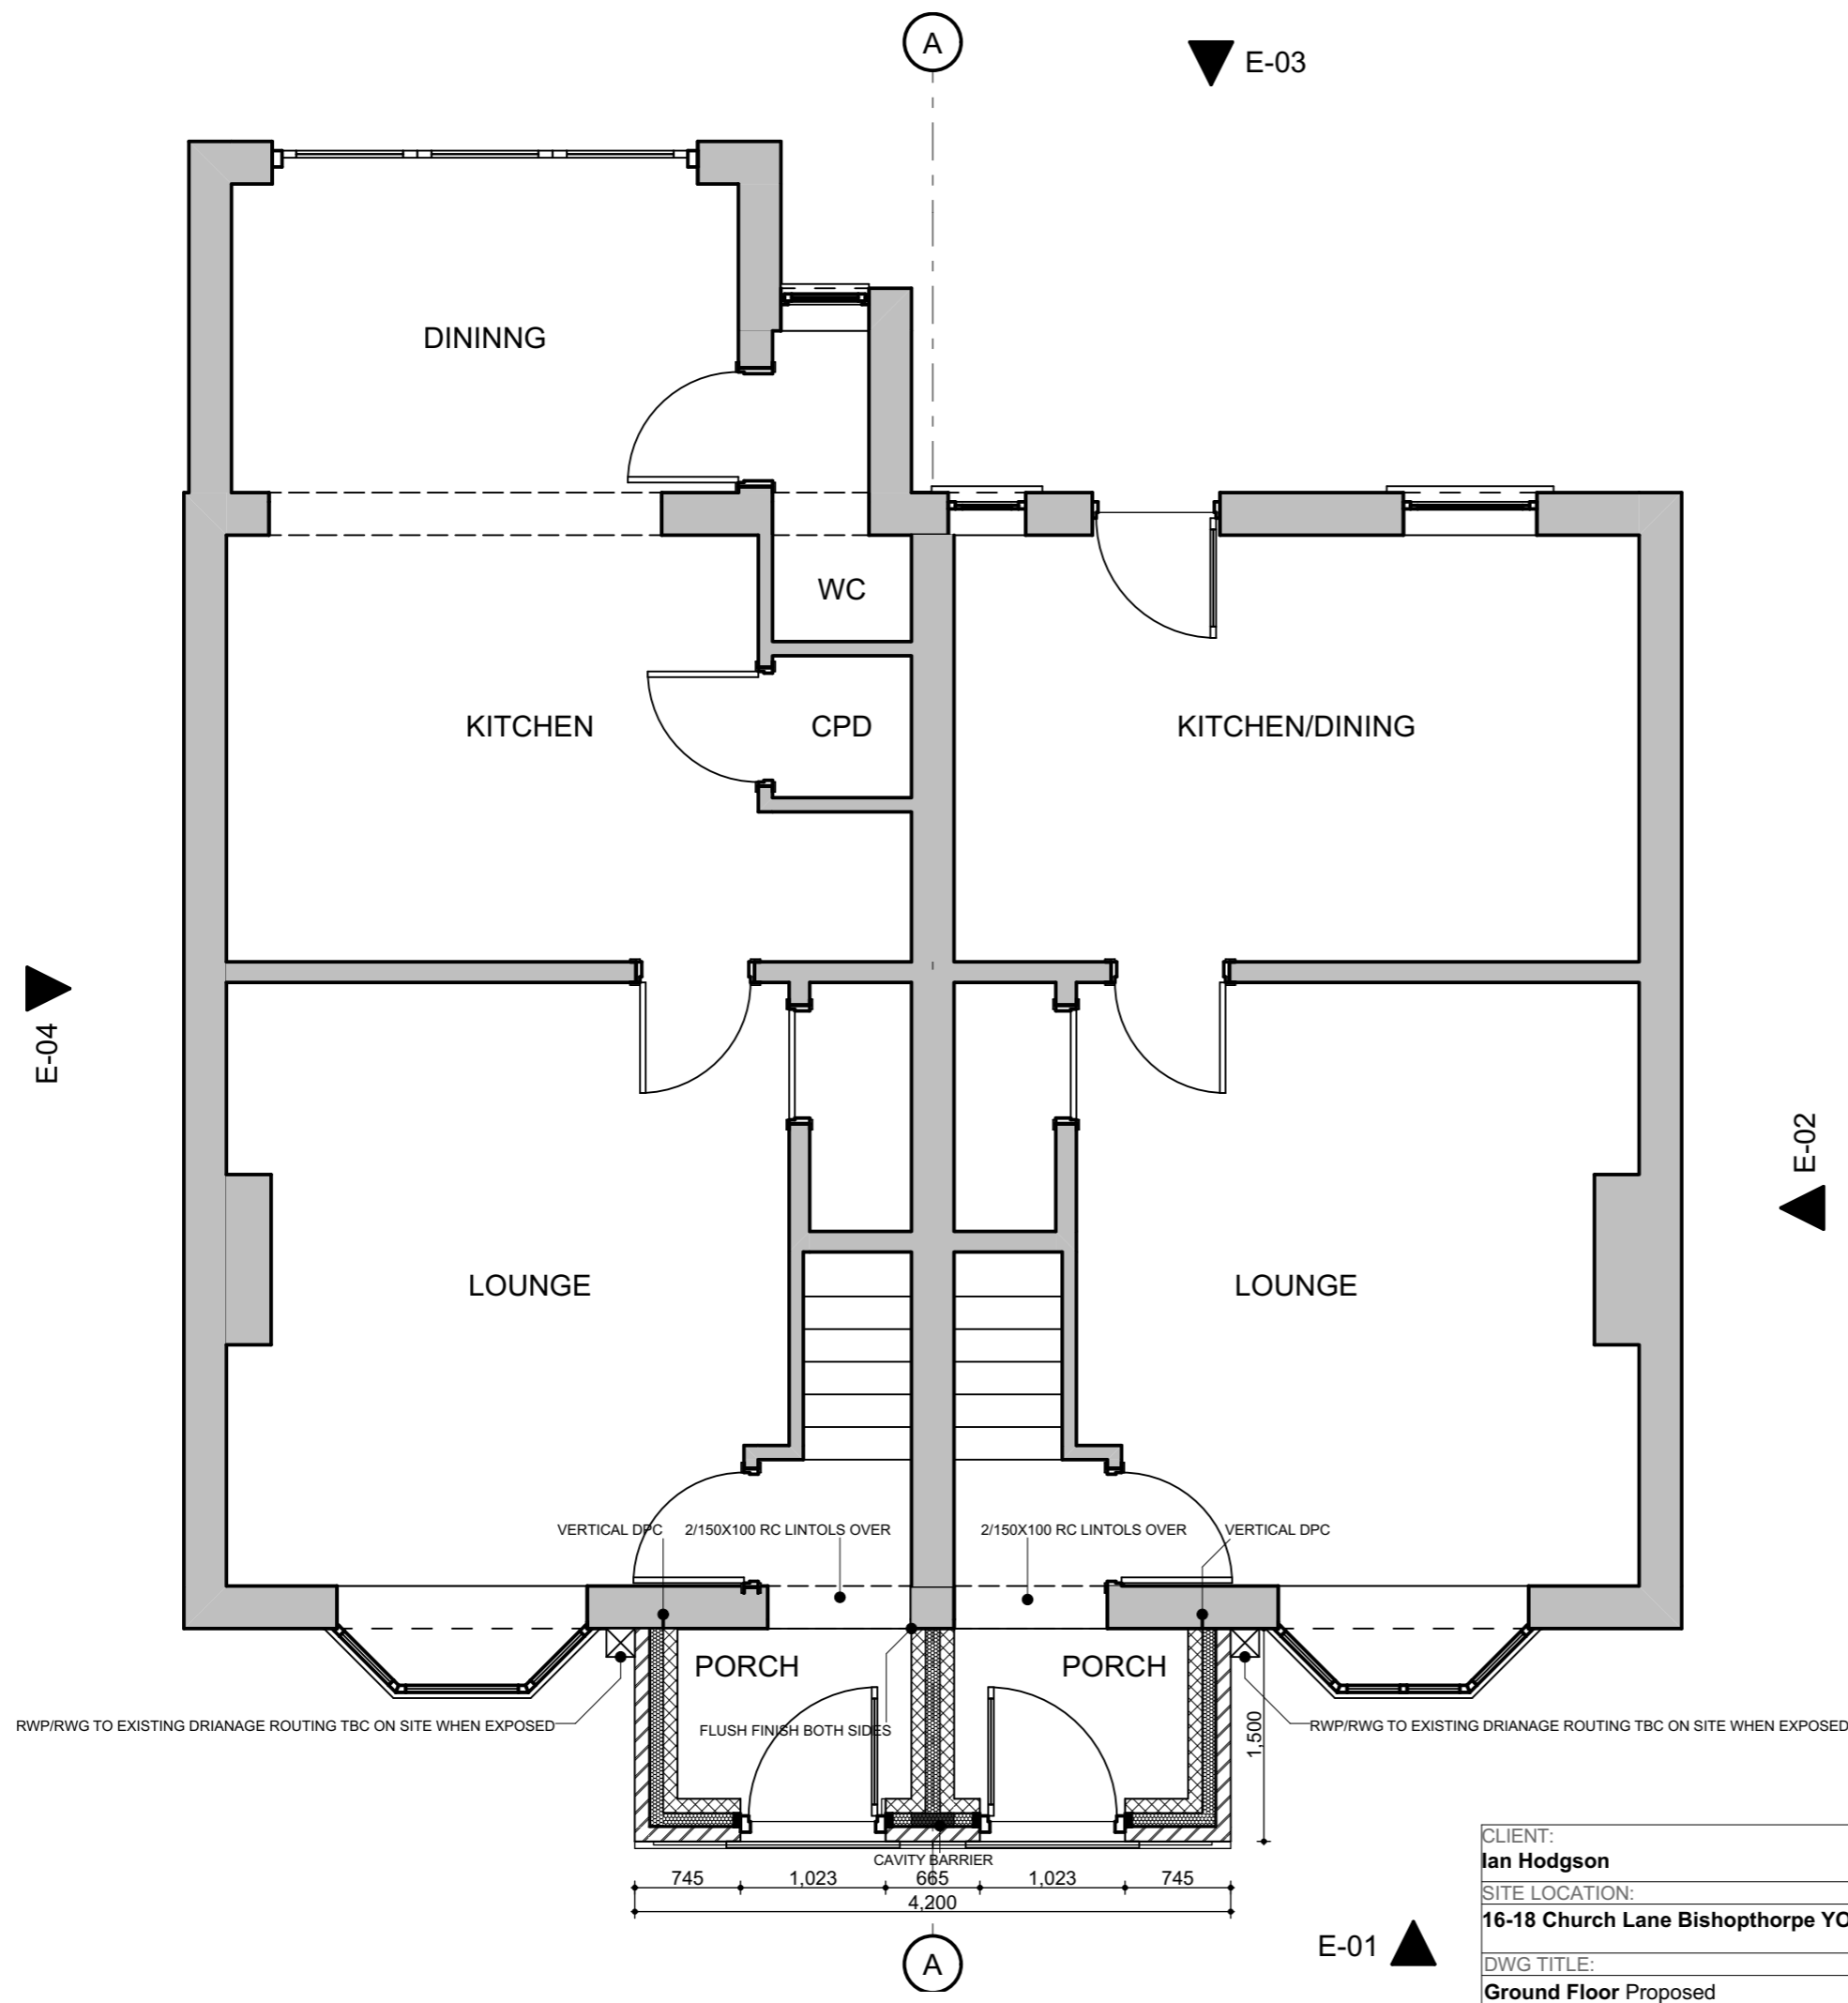 A
E-03
DININNG
WC
KITCHEN
CPD
KITCHEN/DINING
E-04
E-02
LOUNGE
LOUNGE
VERTICAL DPC
2/150X100 RC LINTOLS OVER
2/150X100 RC LINTOLS OVER
VERTICAL DPC
PORCH
PORCH
RWP/RWG TO EXISTING DRIANAGE ROUTING TBC ON SITE WHEN EXPOSED
FLUSH FINISH BOTH SIDES
1,500
RWP/RWG TO EXISTING DRIANAGE ROUTING TBC ON SITE WHEN EXPOSED
CAVITY BARRIER
745
1,023
665
1,023
745
4,200
A
E-01
CLIENT:
Ian Hodgson
SITE LOCATION:
16-18 Church Lane Bishopthorpe YO
DWG TITLE:
Ground Floor Proposed